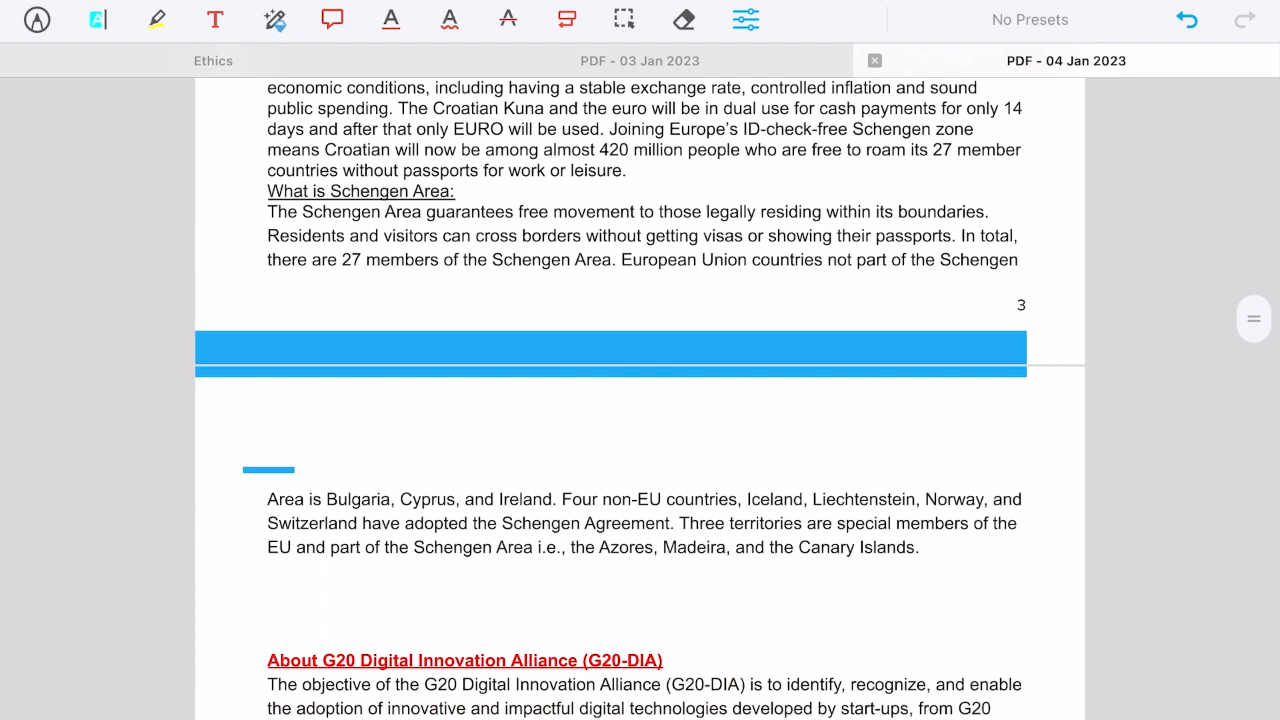 No Presets
Ethics
PDF - 03 Jan 2023
PDF - 04 Jan 2023
economic conditions, including having a stable exchange rate, controlled inflation and sound
public spending. The Croatian Kuna and the euro will be in dual use for cash payments for only 14
days and after that only EURO will be used. Joining Europe's ID-check-free Schengen zone
means Croatian will now be among almost 420 million people who are free to roam its 27 member
countries without passports for work or leisure.
What is Schengen Area:
The Schengen Area guarantees free movement to those legally residing within its boundaries.
Residents and visitors can cross borders without getting visas or showing their passports. In total,
there are 27 members of the Schengen Area. European Union countries not part of the Schengen
3
Area is Bulgaria, Cyprus, and Ireland. Four non-EU countries, Iceland, Liechtenstein, Norway, and
Switzerland have adopted the Schengen Agreement. Three territories are special members of the
EU and part of the Schengen Area i.e., the Azores, Madeira, and the Canary Islands.
About G20 Digital Innovation Alliance (G20-DIA)
The objective of the G20 Digital Innovation Alliance (G20-DIA) is to identify, recognize, and enable
the adoption of innovative and impactful digital technologies developed by start-ups, from G20